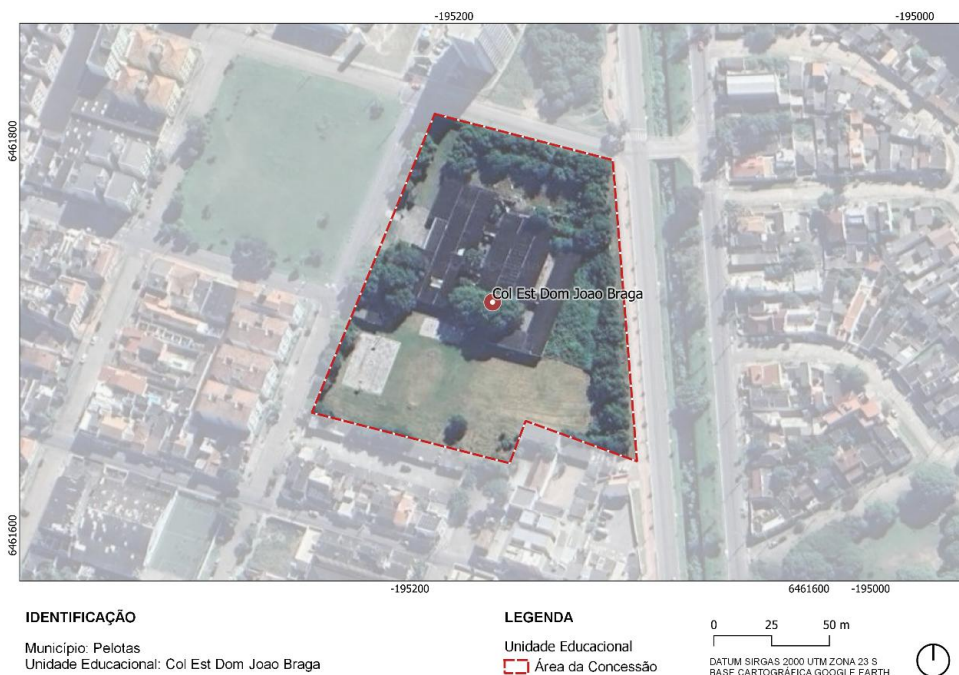 -195200 -195000
6461800
Col Est Dom Joao Braga
6461600
-195200 6461600 -195000
IDENTIFICAÇÃO
Município: Pelotas
Unidade Educacional: Col Est Dom Joao Braga
LEGENDA
Unidade Educacional
Área da Concessão
0 25 50 m
DATUM SIRGAS 2000 UTM ZONA 23 S
BASE CARTOGRÁFICA GOOGLE EARTH